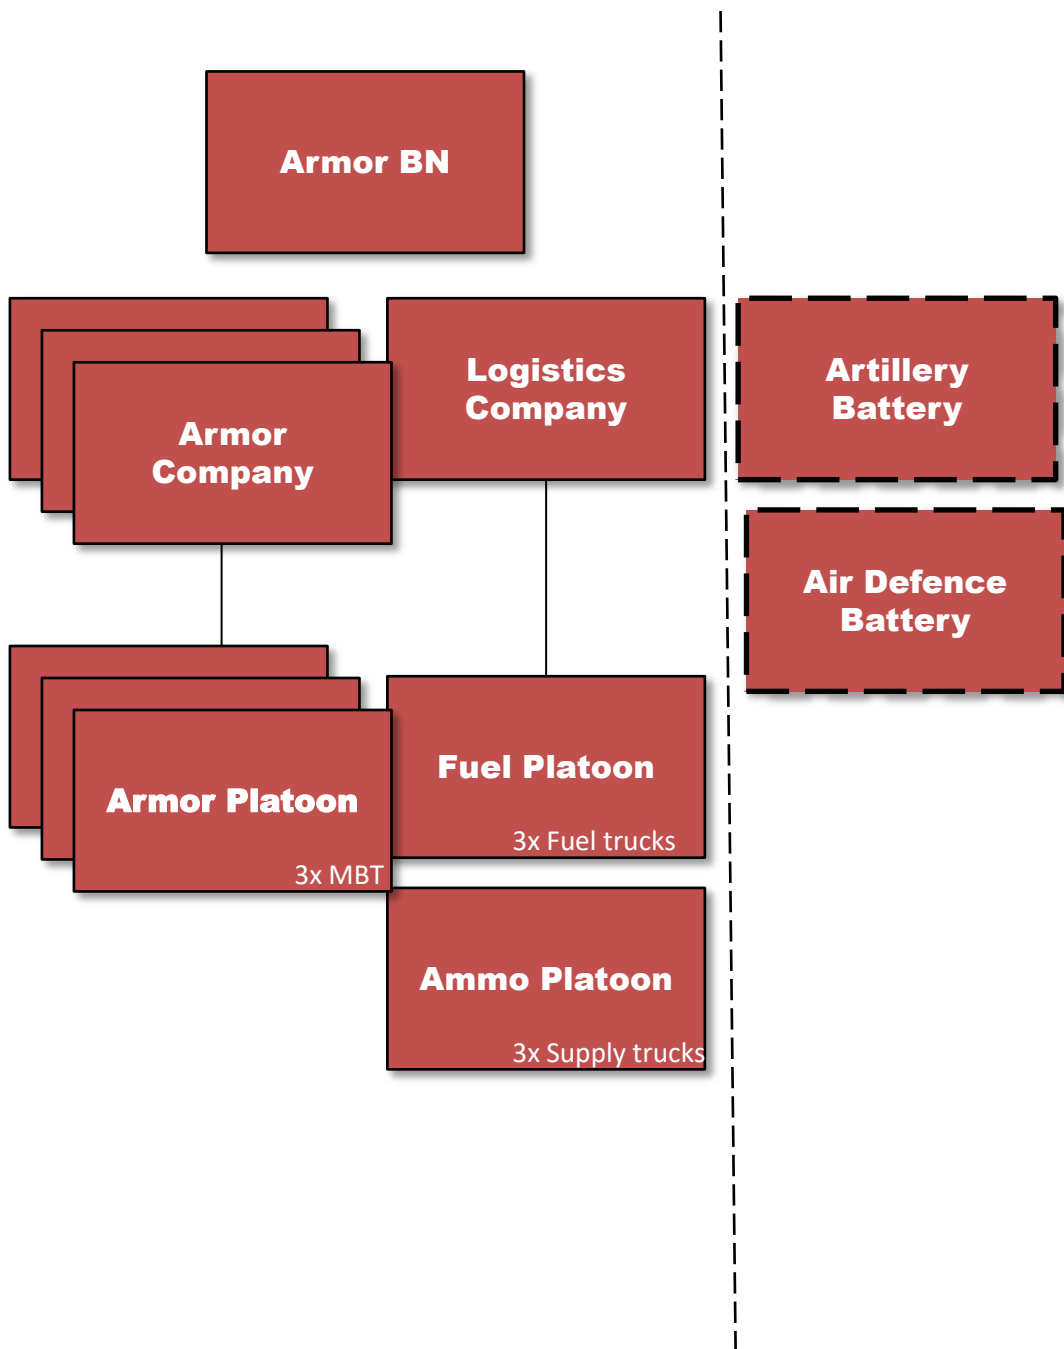 Armor BN
Logistics
Company
Armor
Company
Artillery
Battery
Air Defence
Battery
Armor Platoon
3x MBT
Fuel Platoon
3x Fuel trucks
Ammo Platoon
3x Supply trucks